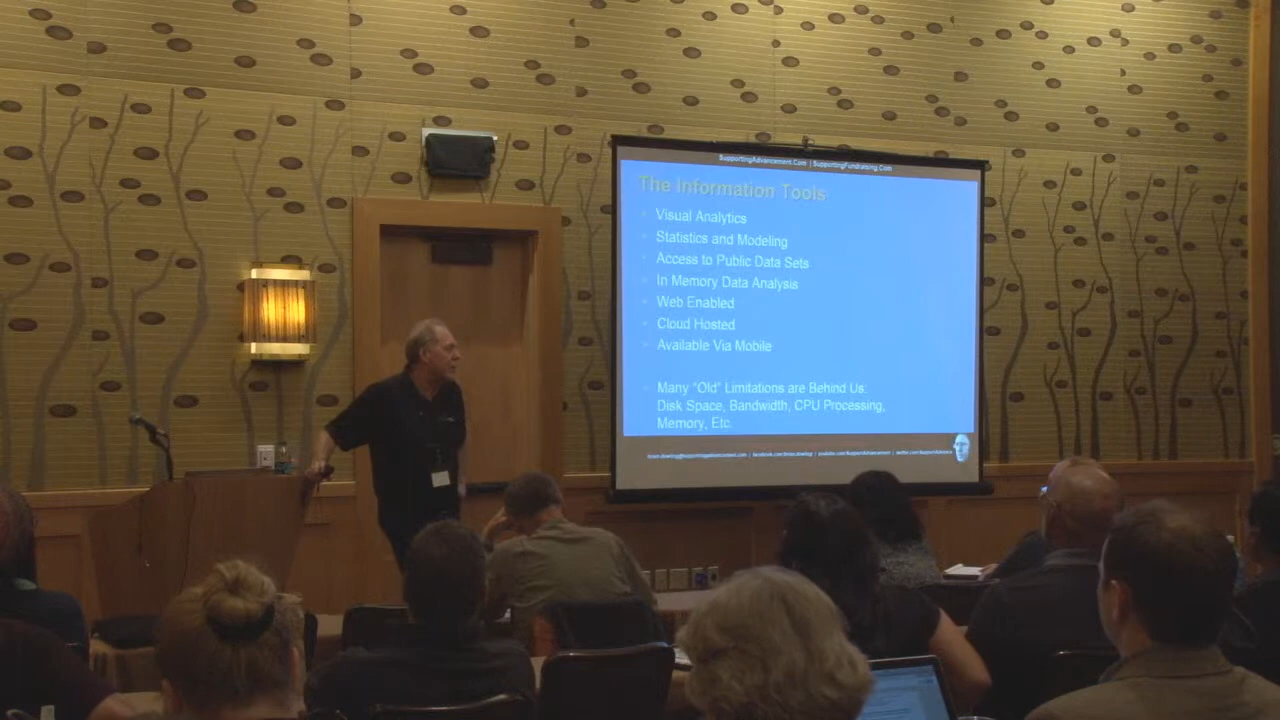 SupportingAdvancement.Com | SupportingFundraising.Com
The Information Tools
Visual Analytics
Statistics and Modeling
Access to Public Data Sets
In Memory Data Analysis
Web Enabled
Cloud Hosted
Available Via Mobile
Many "Old" Limitations are Behind Us:
Disk Space, Bandwidth, CPU Processing,
Memory, Etc.